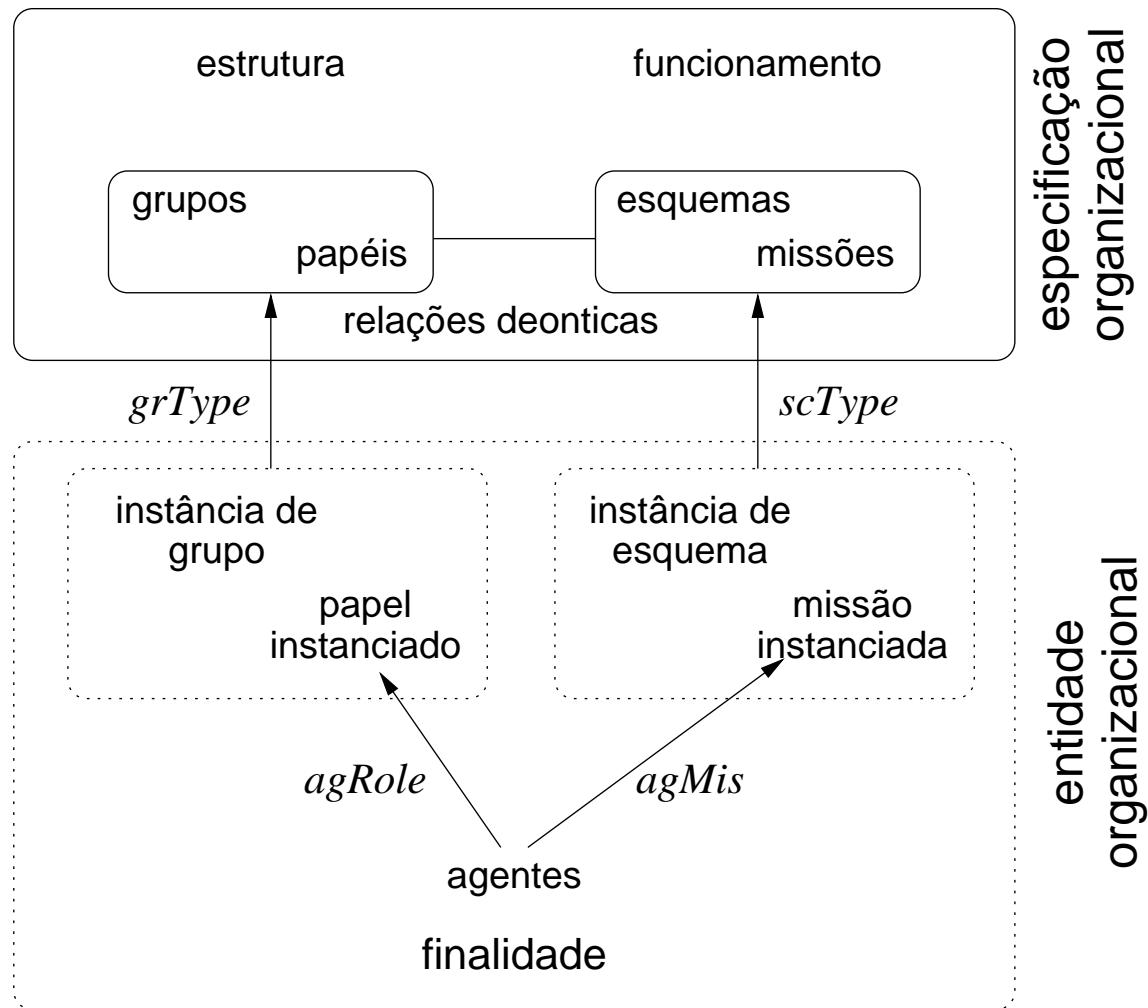 estrutura
funcionamento
especificação
organizacional
grupos
papéis
esquemas
missões
relações deonticas
grType
scType
instância de
grupo
papel
instanciado
instância de
esquema
missão
instanciada
entidade
organizacional
agRole
agMis
agentes
finalidade